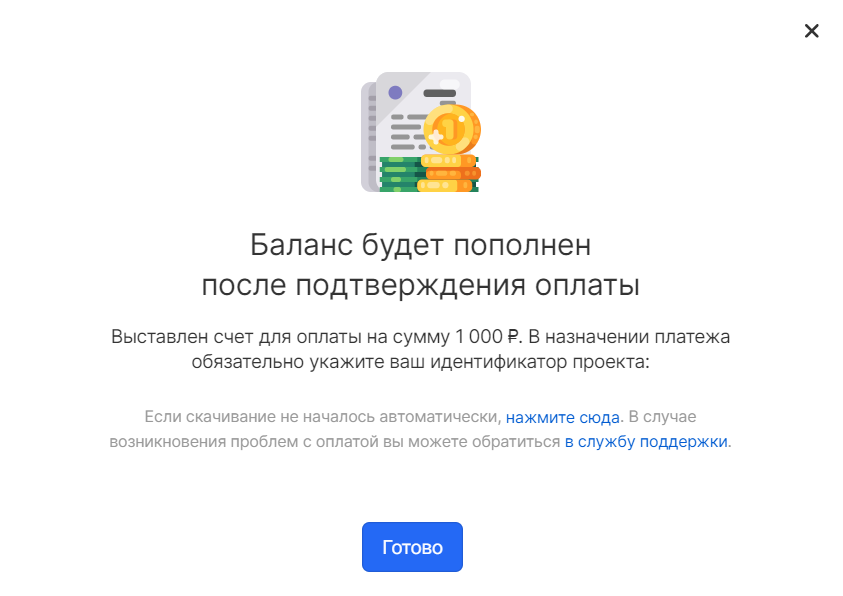 Баланс будет пополнен
после подтверждения оплаты
Выставлен счет для оплаты на сумму 1 000 ₽. В назначении платежа
обязательно укажите ваш идентификатор проекта:
Если скачивание не началось автоматически, нажмите сюда. В случае
возникновения проблем с оплатой вы можете обратиться в службу поддержки.
Готово